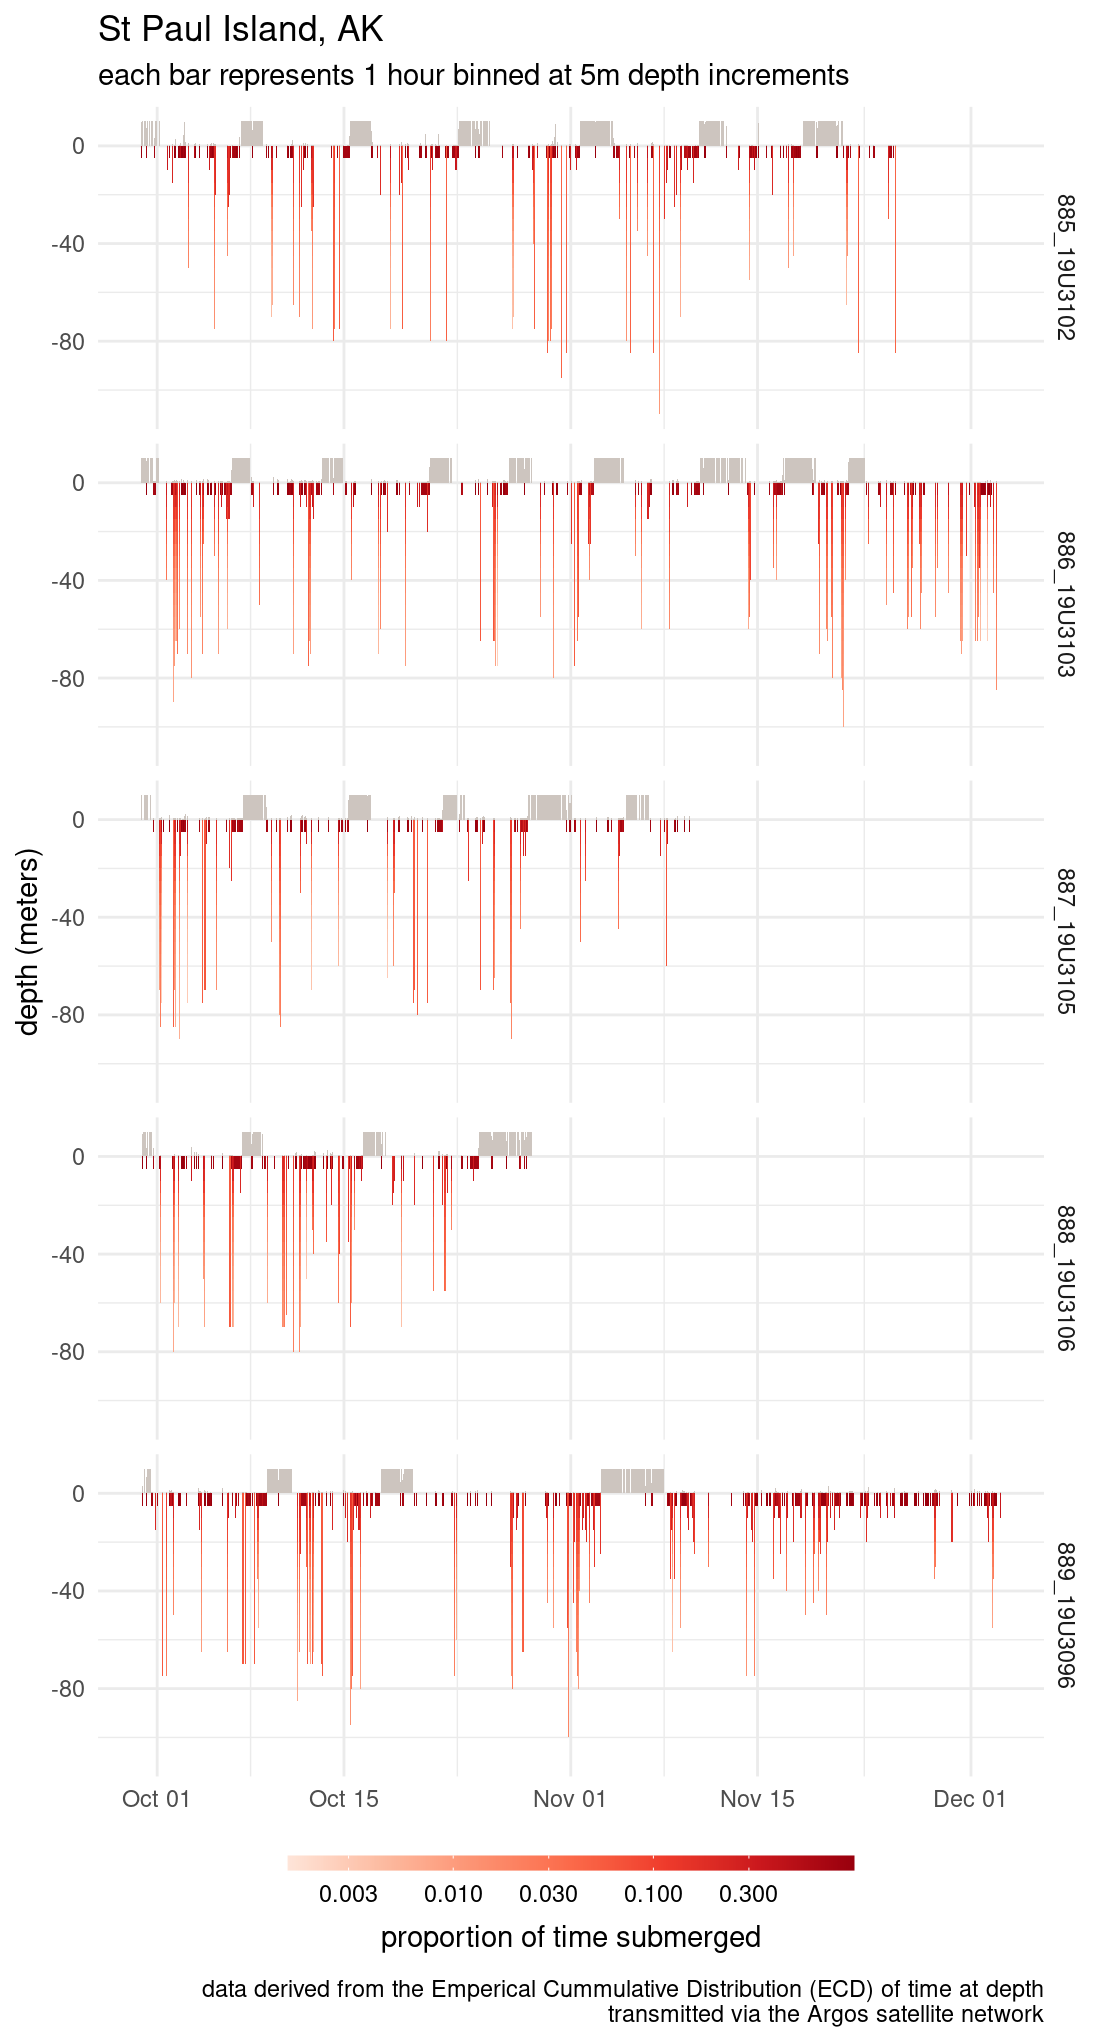 St Paul Island, AK
each bar represents 1 hour binned at 5m depth increments
0
-40
-80
885_19U3102
0
-40
-80
886_19U3103
depth (meters)
0
-40
-80
887_19U3105
0
-40
-80
888_19U3106
0
-40
-80
889_19U3096
Oct 01 Oct 15 Nov 01 Nov 15 Dec 01
0.003 0.010 0.030 0.100 0.300
proportion of time submerged
data derived from the Emperical Cummulative Distribution (ECD) of time at depth
transmitted via the Argos satellite network